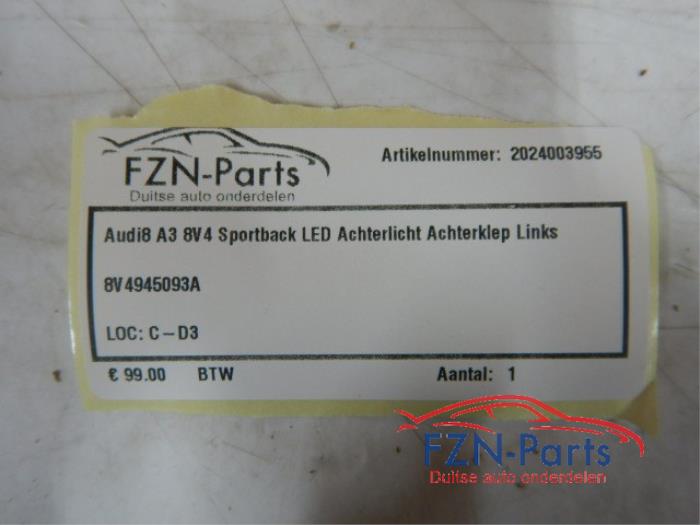 FZN-Parts
Duitse auto onderdelen
Artikelnummer: 2024003955
Audi8 A3 8V4 Sportback LED Achterlicht Achterklep Links
8V4945093A
LOC: C-D3
€ 99.00 BTW Aantal: 1
FZN-Parts
Duitse auto onderdelen